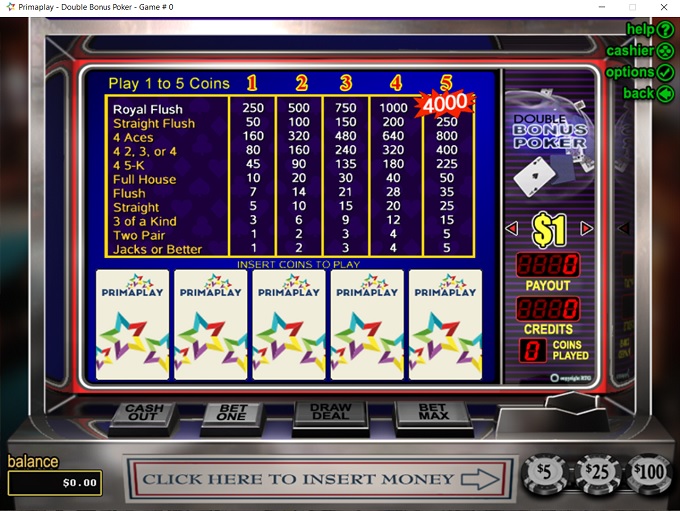 Primaplay - Double Bonus Poker - Game # 0
help ?
cashier
options
back
Play 1 to 5 Coins 1 2 3 4 5
Royal Flush 250 500 750 1000 4000
Straight Flush 50 100 150 200 250
4 Aces 160 320 480 640 800
4 2, 3, or 4 80 160 240 320 400
4 5-K 45 90 135 180 225
Full House 10 20 30 40 50
Flush 7 14 21 28 35
Straight 5 10 15 20 25
3 of a Kind 3 6 9 12 15
Two Pair 1 2 3 4 5
Jacks or Better 1 2 3 4 5
INSERT COINS TO PLAY
PRIMAPLAY PRIMAPLAY PRIMAPLAY PRIMAPLAY PRIMAPLAY
DOUBLE
BONUS
POKER
$1
0
PAYOUT
0
CREDITS
0 COINS
PLAYED
CASH
OUT
BET
ONE
DRAW
DEAL
BET
MAX
balance
$0.00
CLICK HERE TO INSERT MONEY
$5 $25 $100